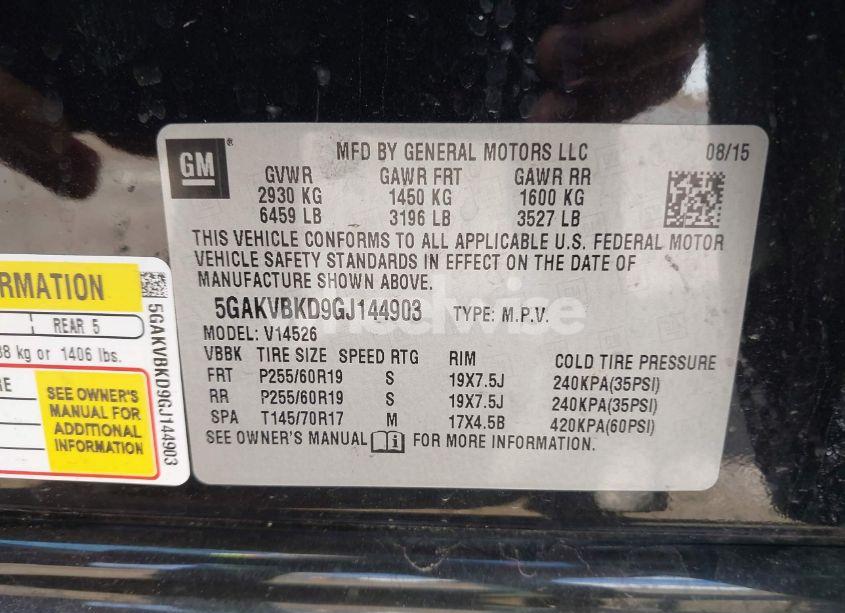 GM
MFD BY GENERAL MOTORS LLC 08/15
GVWR GAWR FRT GAWR RR
2930 KG 1450 KG 1600 KG
6459 LB 3196 LB 3527 LB
THIS VEHICLE CONFORMS TO ALL APPLICABLE U.S. FEDERAL MOTOR
VEHICLE SAFETY STANDARDS IN EFFECT ON THE DATE OF
MANUFACTURE SHOWN ABOVE.
5GAKVBKD9GJ144903 TYPE: M.P.V.
MODEL: V14526
VBBK TIRE SIZE SPEED RTG RIM COLD TIRE PRESSURE
FRT P255/60R19 S 19X7.5J 240KPA(35PSI)
RR P255/60R19 S 19X7.5J 240KPA(35PSI)
SPA T145/70R17 M 17X4.5B 420KPA(60PSI)
SEE OWNER'S MANUAL FOR MORE INFORMATION.
REAR 5
kg or 1406 lbs.
SEE OWNER'S
MANUAL FOR
ADDITIONAL
INFORMATION
5GAKVBKD9GJ144903